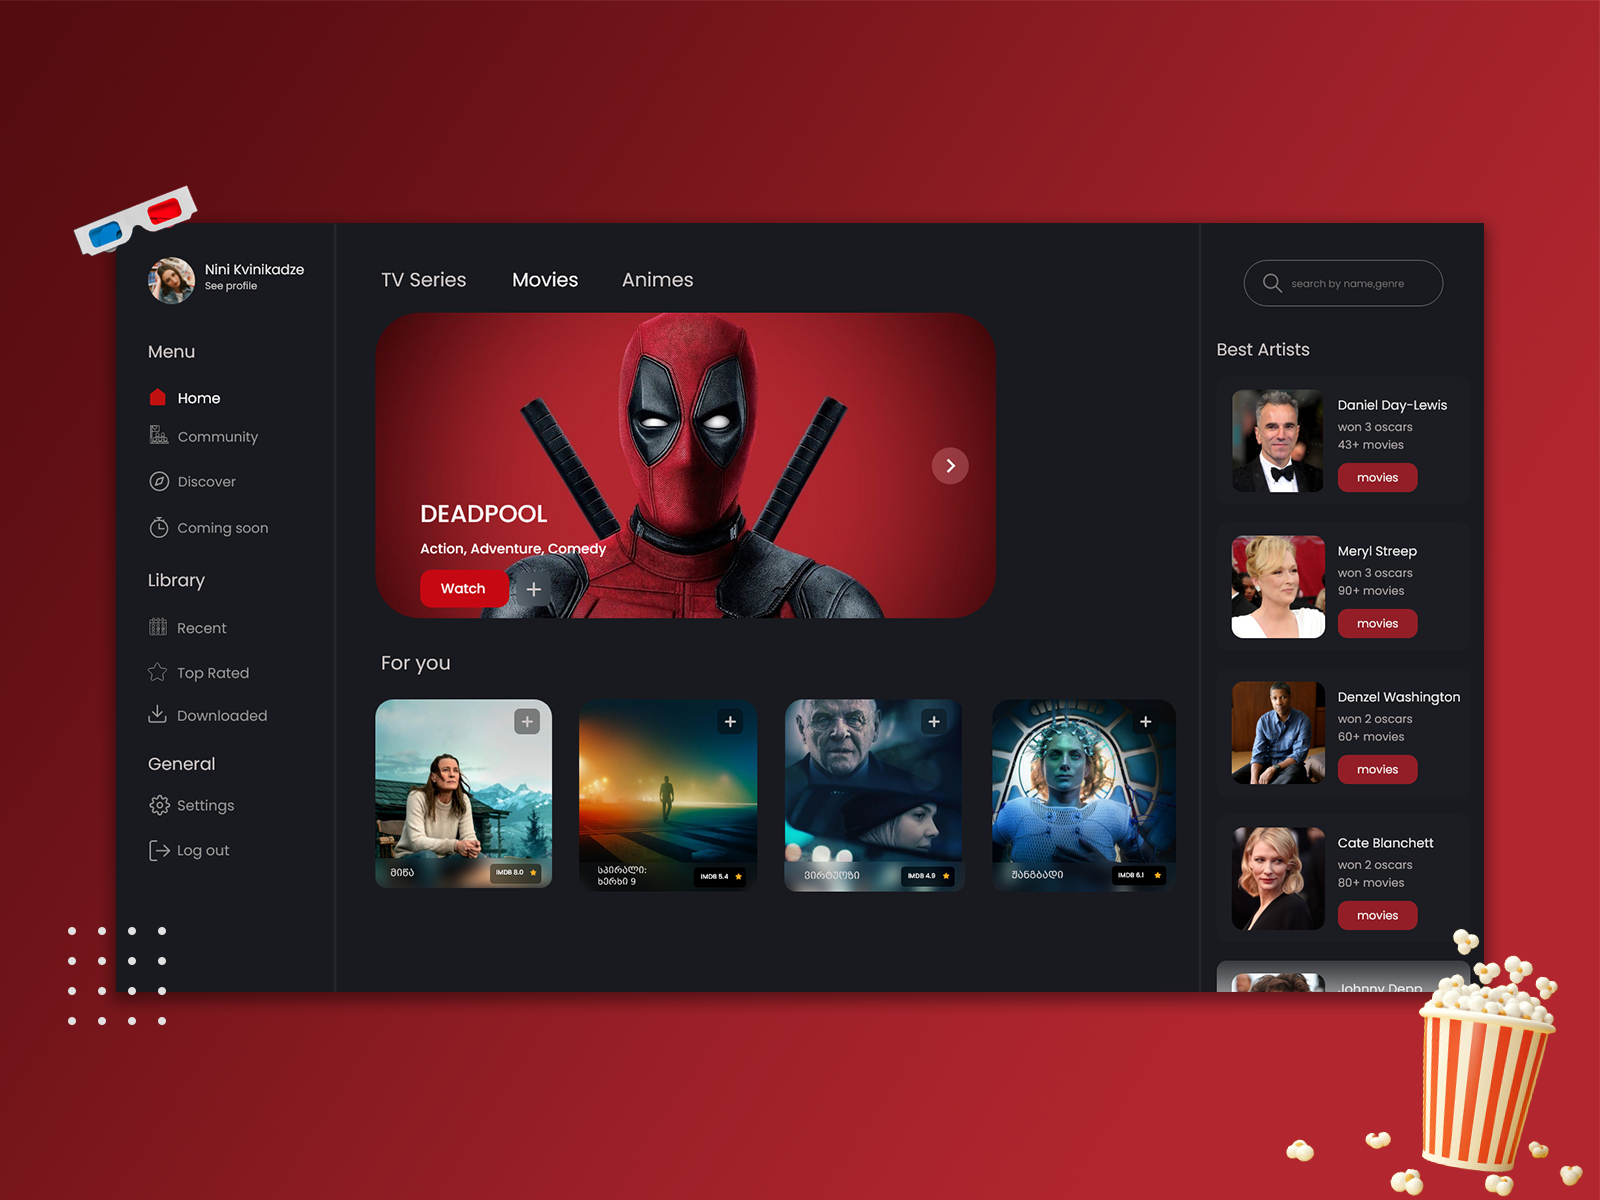 Nini Kvinikadze
See profile
Menu
Home
Community
Discover
Coming soon
Library
Recent
Top Rated
Downloaded
General
Settings
Log out
TV Series
Movies
Animes
DEADPOOL
Action, Adventure, Comedy
Watch
For you
მიწა
IMDB 8.0
სპირალი:
ხერხი 9
IMDB 5.4
ვირტუოზი
IMDB 4.9
ჟანგბადი
IMDB 6.1
search by name,genre
Best Artists
Daniel Day-Lewis
won 3 oscars
43+ movies
movies
Meryl Streep
won 3 oscars
90+ movies
movies
Denzel Washington
won 2 oscars
60+ movies
movies
Cate Blanchett
won 2 oscars
80+ movies
movies
Johnny Depp